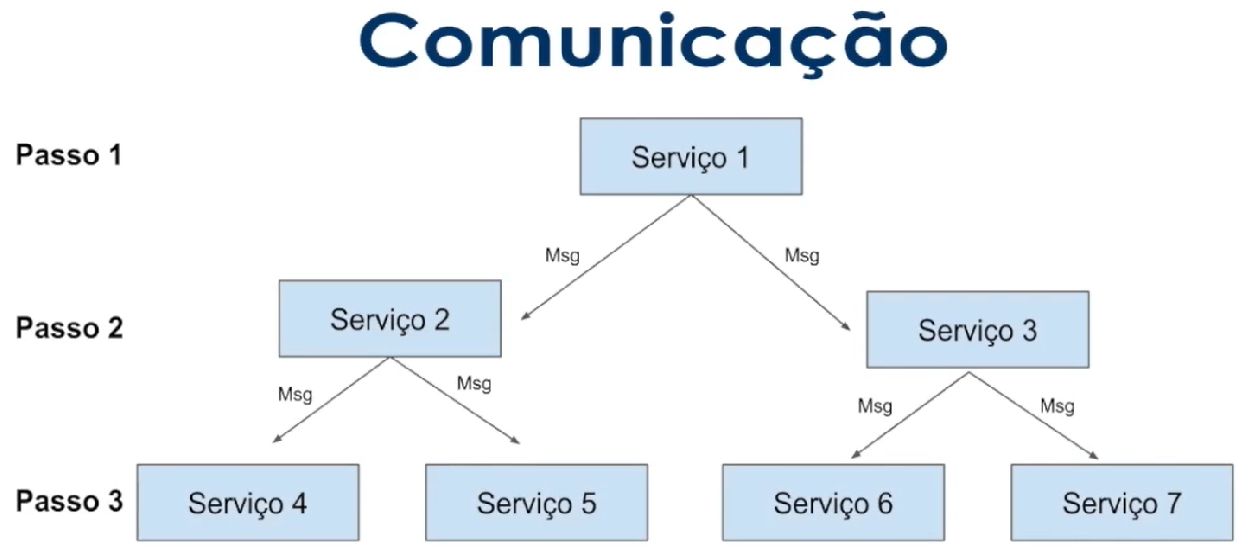 Comunicação
Passo 1
Serviço 1
Msg
Msg
Passo 2
Serviço 2
Serviço 3
Msg
Msg
Msg
Msg
Passo 3
Serviço 4
Serviço 5
Serviço 6
Serviço 7